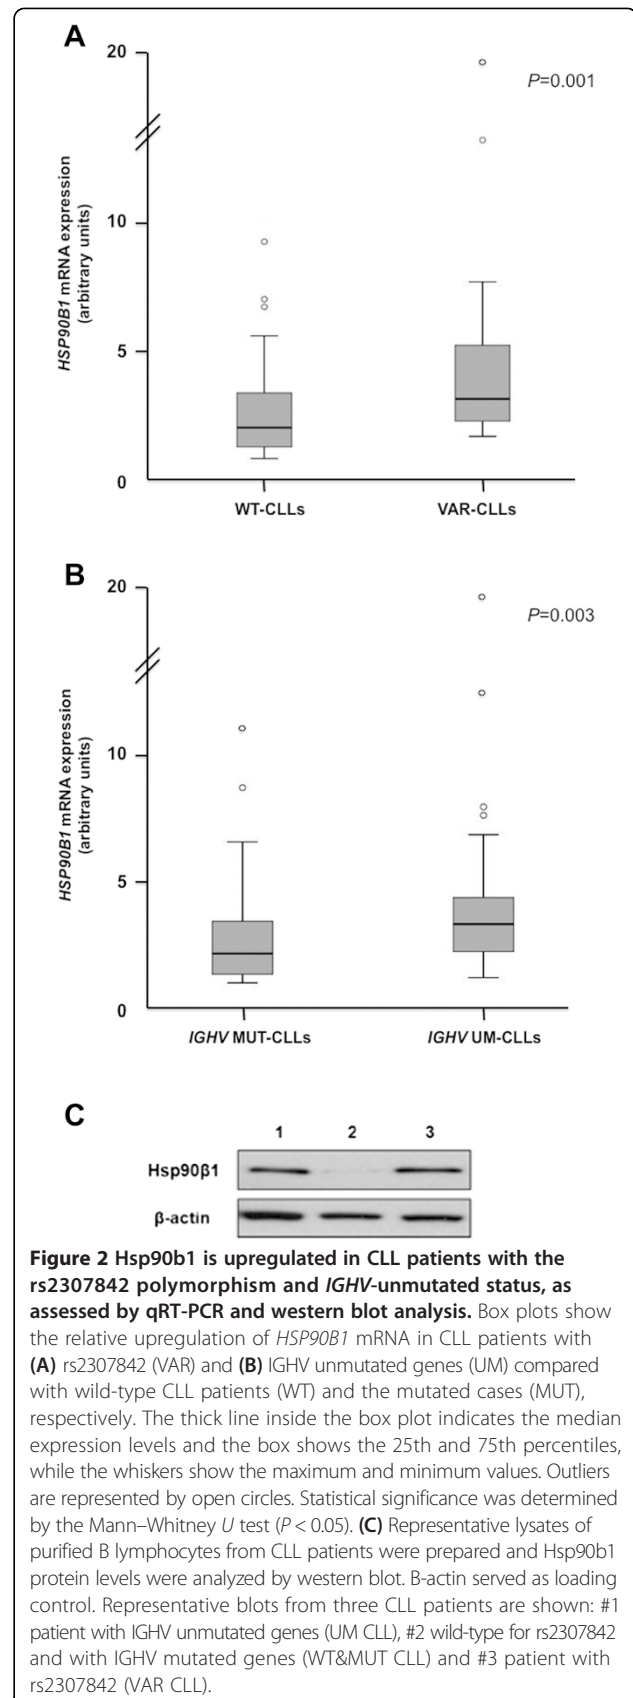 A
20
P=0.001
10
5
0
HSP90B1 mRNA expression
(arbitrary units)
WT-CLLs VAR-CLLs
B
20
P=0.003
10
5
0
HSP90B1 mRNA expression
(arbitrary units)
IGHV MUT-CLLs IGHV UM-CLLs
C
1 2 3
Hsp90β1
β-actin
Figure 2 Hsp90b1 is upregulated in CLL patients with the
rs2307842 polymorphism and IGHV-unmutated status, as
assessed by qRT-PCR and western blot analysis. Box plots show
the relative upregulation of HSP90B1 mRNA in CLL patients with
(A) rs2307842 (VAR) and (B) IGHV unmutated genes (UM) compared
with wild-type CLL patients (WT) and the mutated cases (MUT),
respectively. The thick line inside the box plot indicates the median
expression levels and the box shows the 25th and 75th percentiles,
while the whiskers show the maximum and minimum values. Outliers
are represented by open circles. Statistical significance was determined
by the Mann–Whitney U test (P < 0.05). (C) Representative lysates of
purified B lymphocytes from CLL patients were prepared and Hsp90b1
protein levels were analyzed by western blot. B-actin served as loading
control. Representative blots from three CLL patients are shown: #1
patient with IGHV unmutated genes (UM CLL), #2 wild-type for rs2307842
and with IGHV mutated genes (WT&MUT CLL) and #3 patient with
rs2307842 (VAR CLL).